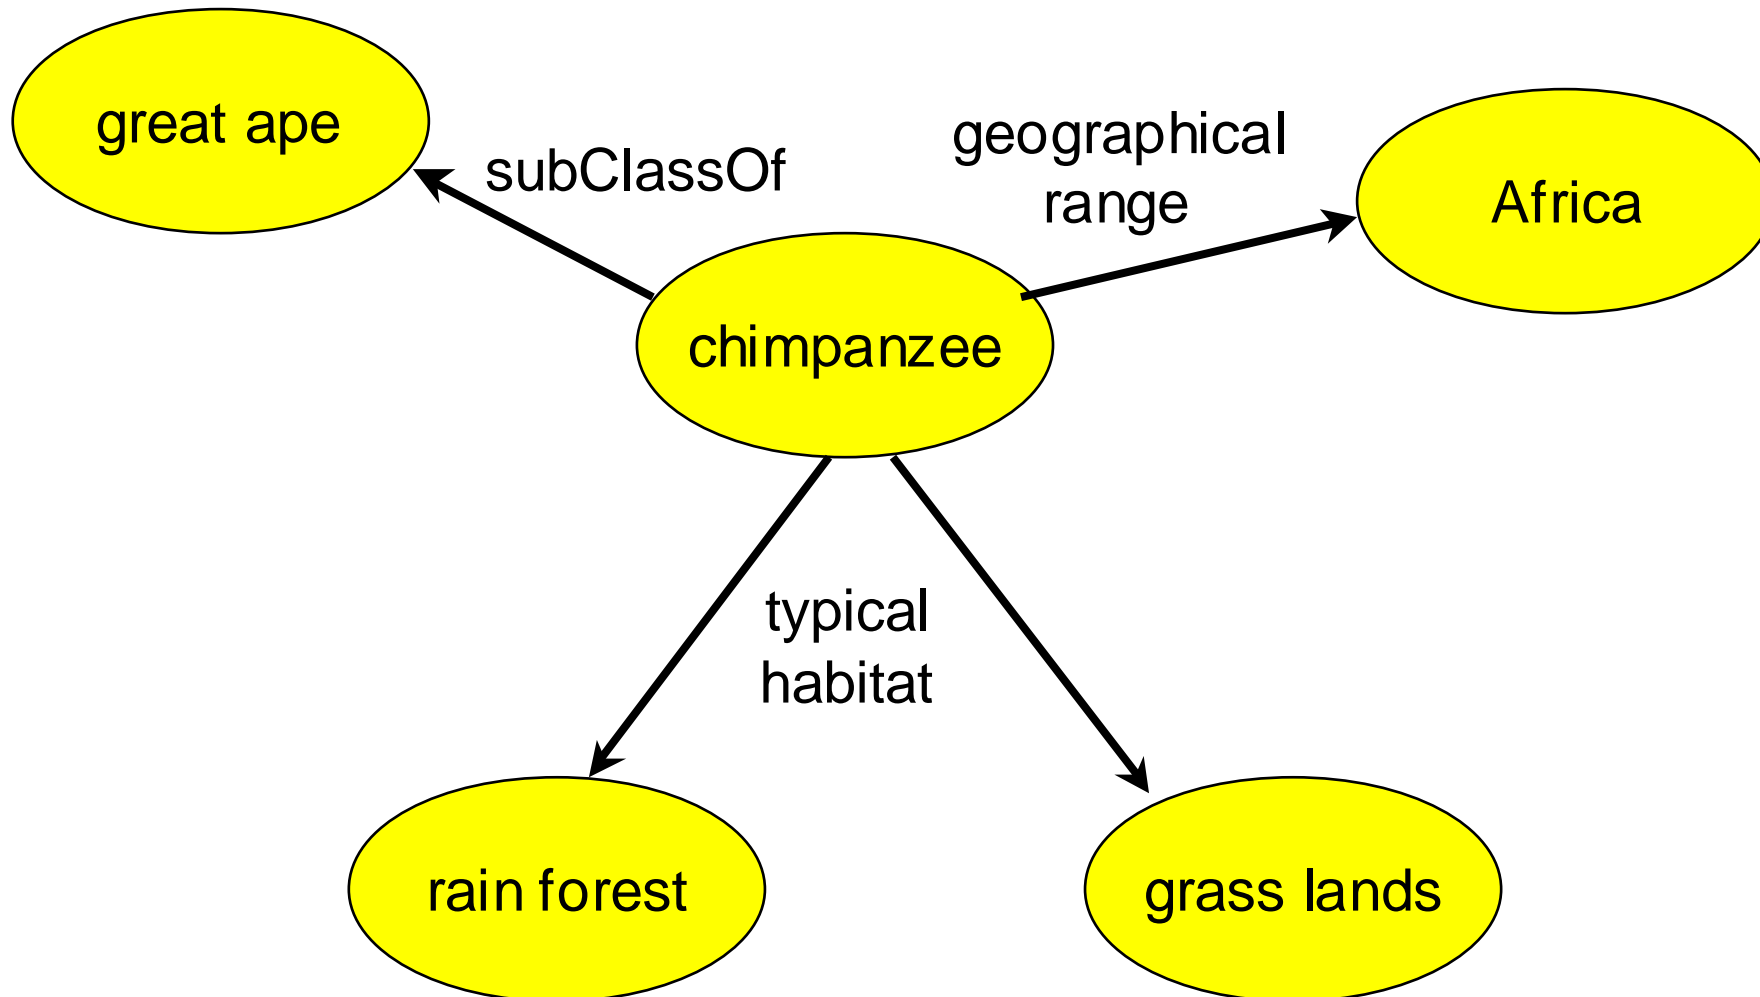 great ape
subClassOf
geographical
range
Africa
chimpanzee
typical
habitat
rain forest
grass lands